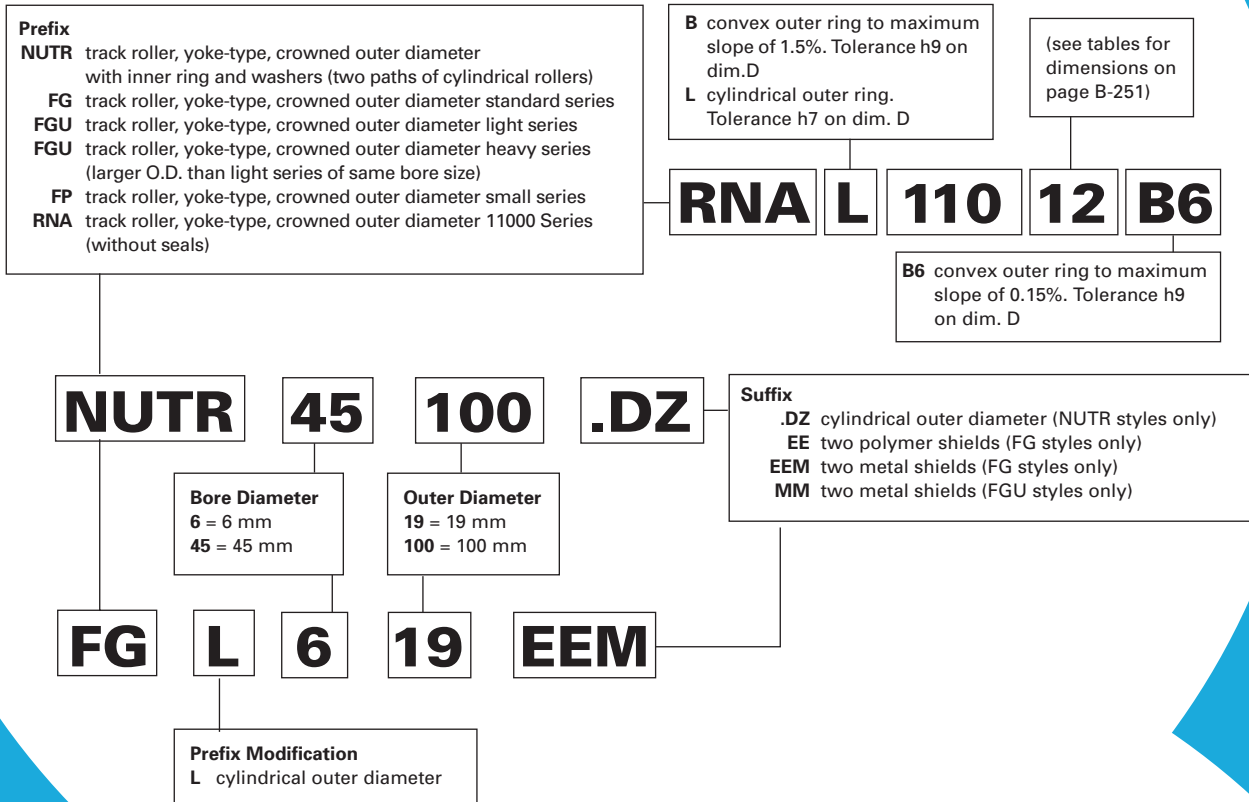 Prefix
NUTR track roller, yoke-type, crowned outer diameter
with inner ring and washers (two paths of cylindrical rollers)
FG track roller, yoke-type, crowned outer diameter standard series
FGU track roller, yoke-type, crowned outer diameter light series
FGU track roller, yoke-type, crowned outer diameter heavy series
(larger O.D. than light series of same bore size)
FP track roller, yoke-type, crowned outer diameter small series
RNA track roller, yoke-type, crowned outer diameter 11000 Series
(without seals)
B convex outer ring to maximum
slope of 1.5%. Tolerance h9 on
dim.D
L cylindrical outer ring.
Tolerance h7 on dim. D
(see tables for
dimensions on
page B-251)
RNA L 110 12 B6
B6 convex outer ring to maximum
slope of 0.15%. Tolerance h9
on dim. D
NUTR 45 100 .DZ
Suffix
.DZ cylindrical outer diameter (NUTR styles only)
EE two polymer shields (FG styles only)
EEM two metal shields (FG styles only)
MM two metal shields (FGU styles only)
Bore Diameter
6 = 6 mm
45 = 45 mm
Outer Diameter
19 = 19 mm
100 = 100 mm
FG L 6 19 EEM
Prefix Modification
L cylindrical outer diameter